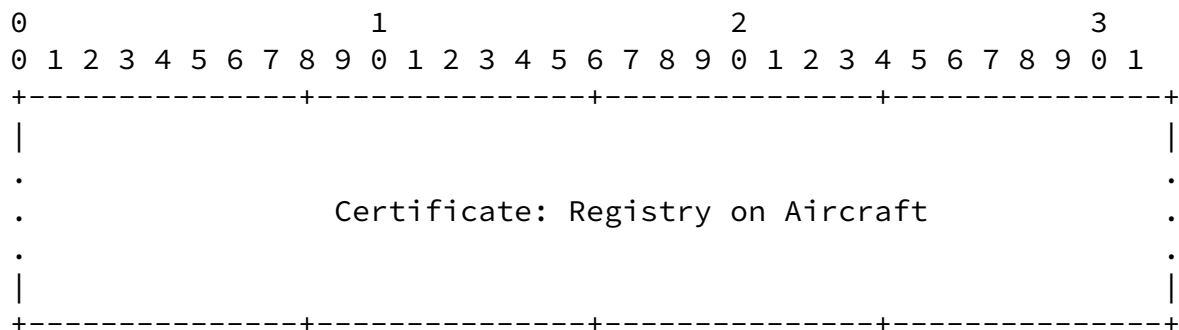 0                   1                   2                   3
0 1 2 3 4 5 6 7 8 9 0 1 2 3 4 5 6 7 8 9 0 1 2 3 4 5 6 7 8 9 0 1
+---------------+---------------+---------------+---------------+
|                                                               |
.                                                               .
.                 Certificate: Registry on Aircraft             .
.                                                               .
|                                                               |
+---------------+---------------+---------------+---------------+